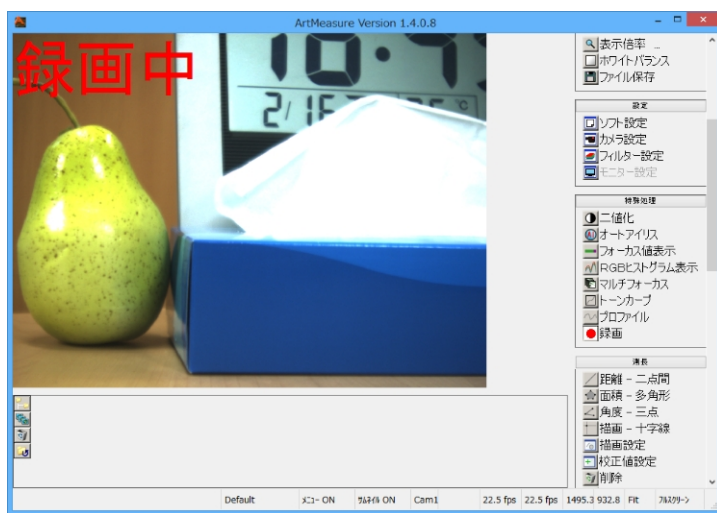 ArtMeasure Version 1.4.0.8
録画中
2/16
℃
表示倍率 _
ホワイトバランス
ファイル保存
設定
ソフト設定
カメラ設定
フィルター設定
モニター設定
特殊処理
二値化
オートアイリス
フォーカス値表示
RGBヒストグラム表示
マルチフォーカス
トーンカーブ
プロファイル
録画
測長
距離 - 二点間
面積 - 多角形
角度 - 三点
描画 - 十字線
描画設定
校正値設定
削除
Default ﾒﾆｭｰ ON ｻﾑﾈｲﾙ ON Cam1 22.5 fps 22.5 fps 1495.3 932.8 Fit ﾌﾙｽｸﾘｰﾝ